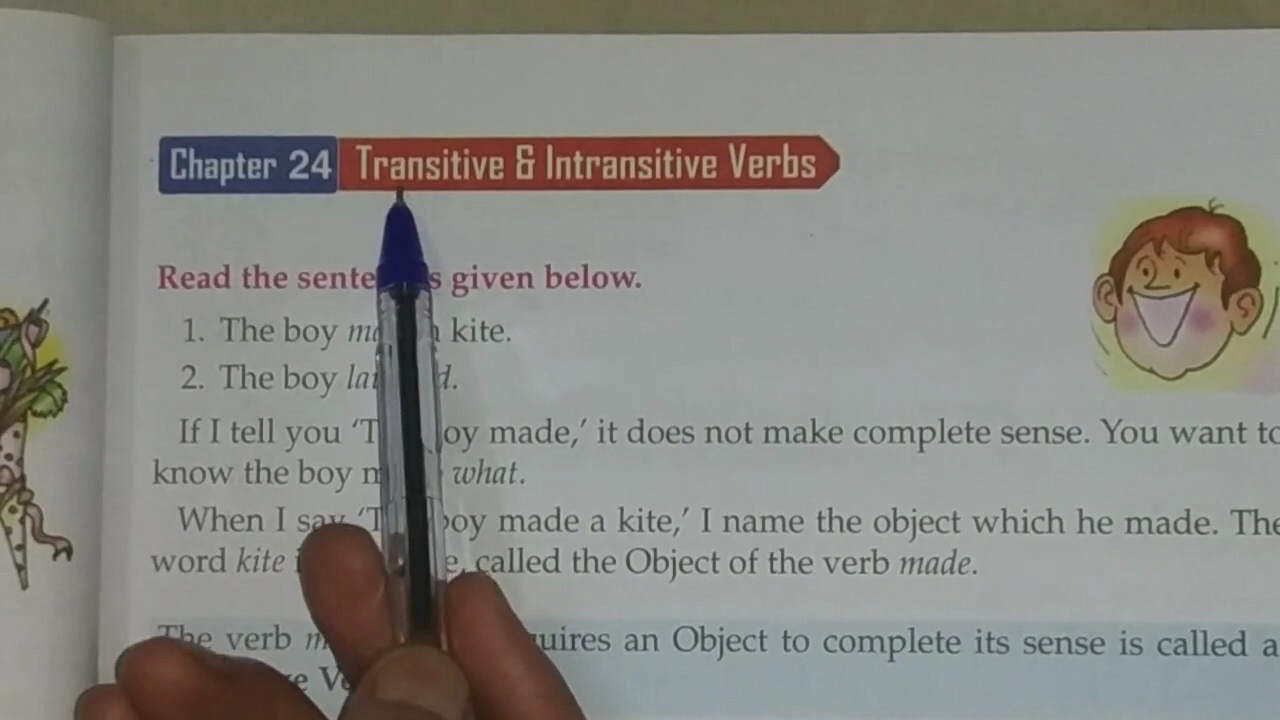 Chapter 24 Transitive & Intransitive Verbs
Read the given below.
1. The boy kite.
2. The boy
If I tell you made,’ it does not make complete sense. You want to
know the boy what.
When I say boy made a kite,’ I name the object which he made. The
word kite called the Object of the verb made.
The verb an Object to complete its sense is called a